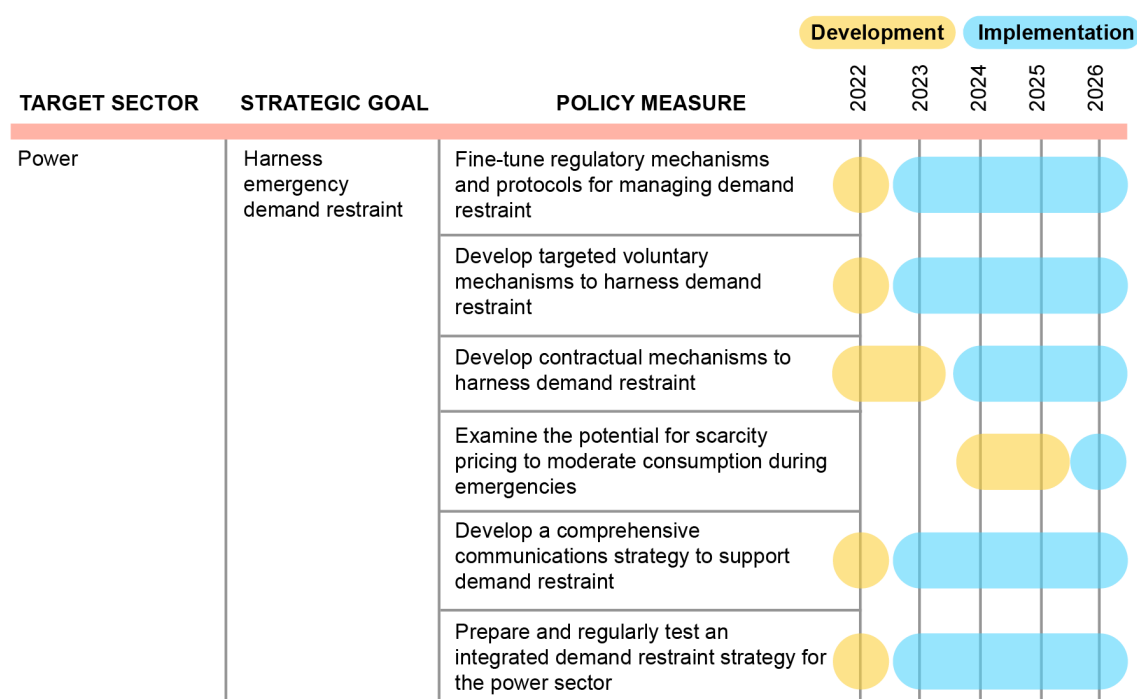 Development Implementation
2022 2023 2024 2025 2026
TARGET SECTOR STRATEGIC GOAL POLICY MEASURE
Power
Harness
emergency
demand restraint
Fine-tune regulatory mechanisms
and protocols for managing demand
restraint
Develop targeted voluntary
mechanisms to harness demand
restraint
Develop contractual mechanisms to
harness demand restraint
Examine the potential for scarcity
pricing to moderate consumption during
emergencies
Develop a comprehensive
communications strategy to support
demand restraint
Prepare and regularly test an
integrated demand restraint strategy for
the power sector